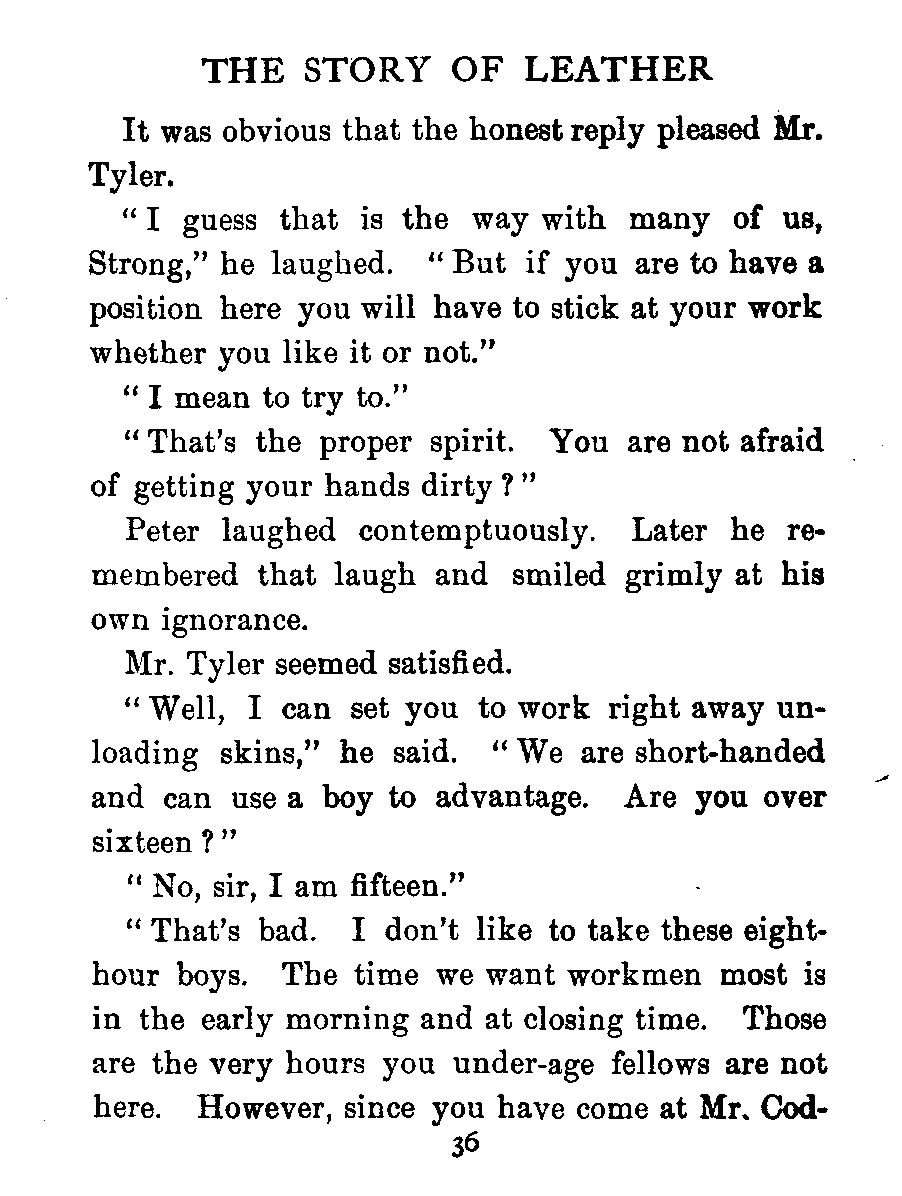 THE STORY OF LEATHER
It was obvious that the honest reply pleased Mr.
Tyler.
“ I guess that is the way with many of us,
Strong,” he laughed. “ But if you are to have a
position here you will have to stick at your work
whether you like it or not.”
“ I mean to try to.”
“ That’s the proper spirit. You are not afraid
of getting your hands dirty ? ”
Peter laughed contemptuously. Later he re-
membered that laugh and smiled grimly at his
own ignorance.
Mr. Tyler seemed satisfied.
“ Well, I can set you to work right away un-
loading skins,” he said. “ We are short-handed
and can use a boy to advantage. Are you over
sixteen ? ”
“ No, sir, I am fifteen.”
“ That’s bad. I don’t like to take these eight-
hour boys. The time we want workmen most is
in the early morning and at closing time. Those
are the very hours you under-age fellows are not
here. However, since you have come at Mr. Cod-
36